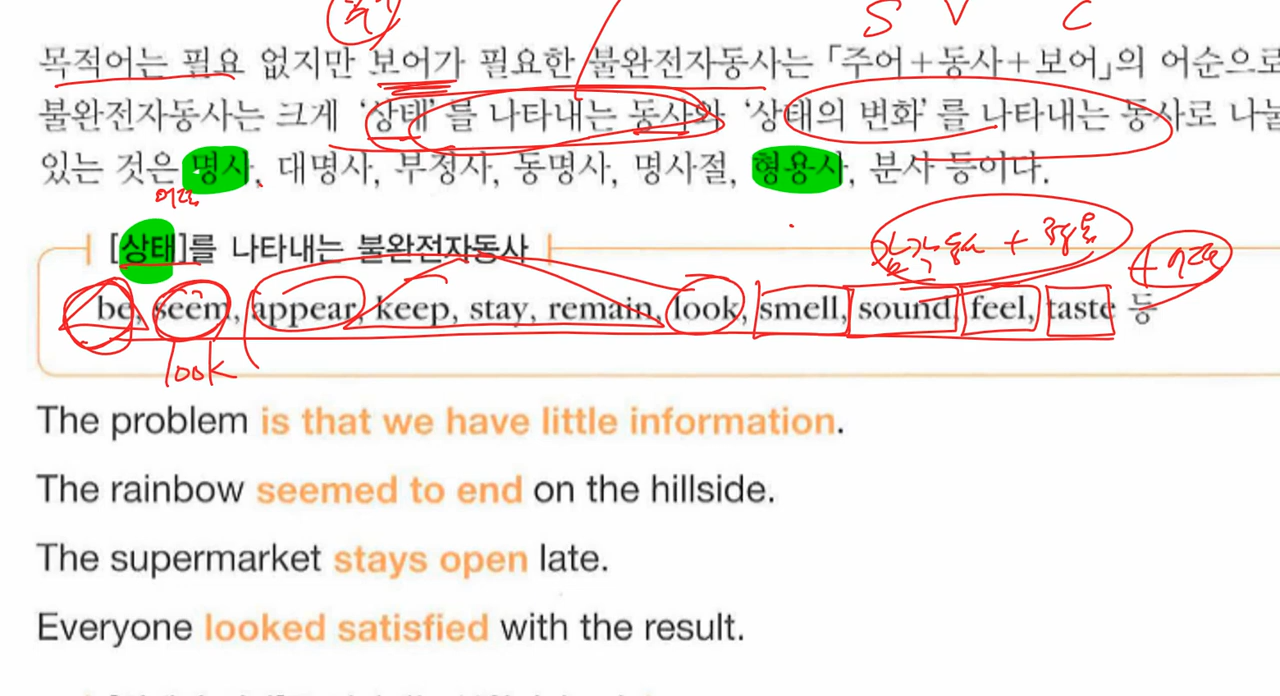 S V C
목적어는 필요 없지만 보어가 필요한 불완전자동사는 「주어+동사+보어」의 어순으로
불완전자동사는 크게 ‘상태’를 나타내는 동사와 ‘상태의 변화’를 나타내는 동사로 나눌
있는 것은 명사, 대명사, 부정사, 동명사, 명사절, 형용사, 분사 등이다.
[상태]를 나타내는 불완전자동사
be, seem, appear, keep, stay, remain, look, smell, sound, feel, taste 등
look
The problem is that we have little information.
The rainbow seemed to end on the hillside.
The supermarket stays open late.
Everyone looked satisfied with the result.